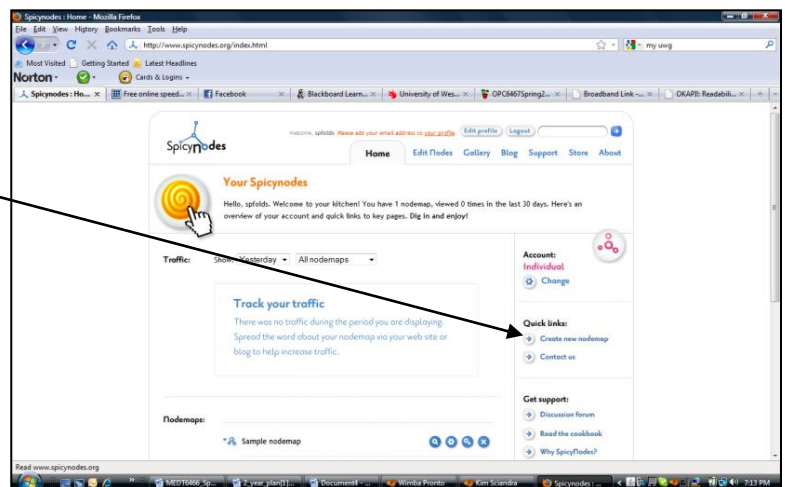 Spicynodes : Home - Mozilla Firefox
File Edit View History Bookmarks Tools Help
http://www.spicynodes.org/index.html
my uwg
Most Visited Getting Started Latest Headlines
Norton Cards & Logins
Spicynodes : Ho... Free online speed... Facebook Blackboard Learn... University of Wes... OPC64675pring2... Broadband Link -... OKAPI!: Readabili...
Spicynodes
Welcome, spfolds. Please add your email address to your profile. Edit profile Logout
Home Edit Nodes Gallery Blog Support Store About
Your Spicynodes
Hello, spfolds. Welcome to your kitchen! You have 1 nodemap, viewed 0 times in the last 30 days. Here's an
overview of your account and quick links to key pages. Dig in and enjoy!
Traffic: Show: Yesterday All nodemaps
Account:
Individual
Change
Track your traffic
There was no traffic during the period you are displaying.
Spread the word about your nodemap via your web site or
blog to help increase traffic.
Quick links:
Create new nodemap
Contact us
Get support:
Discussion forum
Read the cookbook
Why SpicyNodes?
Nodemaps:
Sample nodemap
Read www.spicynodes.org
MEDT6466_Sp... 2_year_plan[1]... Document4 - ... Wimba Pronto Kim Sciandra Spicynodes : ... 7:13 PM